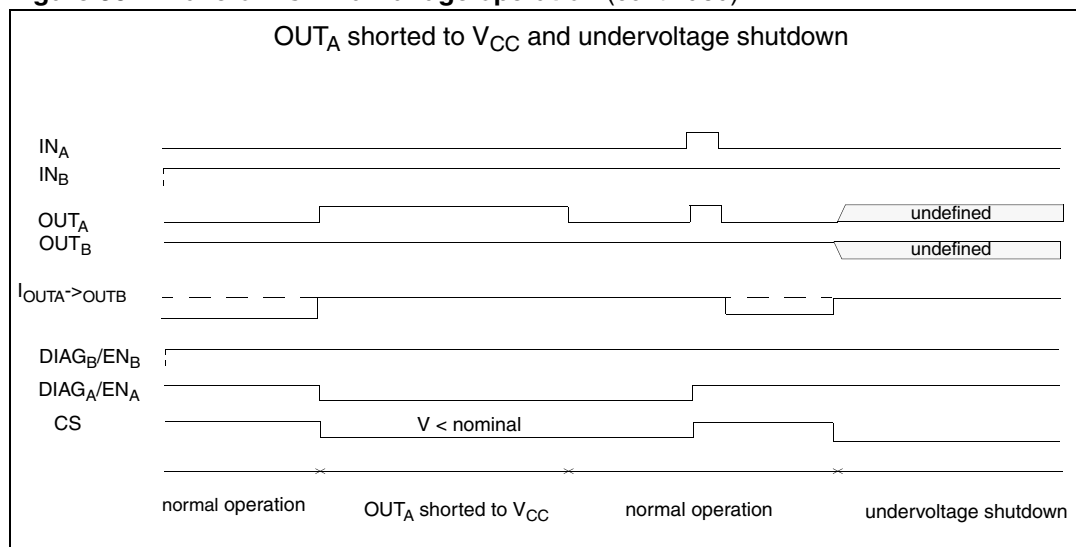 OUTA shorted to VCC and undervoltage shutdown
INA
INB
OUTA
undefined
OUTB
undefined
IOUTA->OUTB
DIAGB/ENB
DIAGA/ENA
CS
V < nominal
normal operation
OUTA shorted to VCC
normal operation
undervoltage shutdown